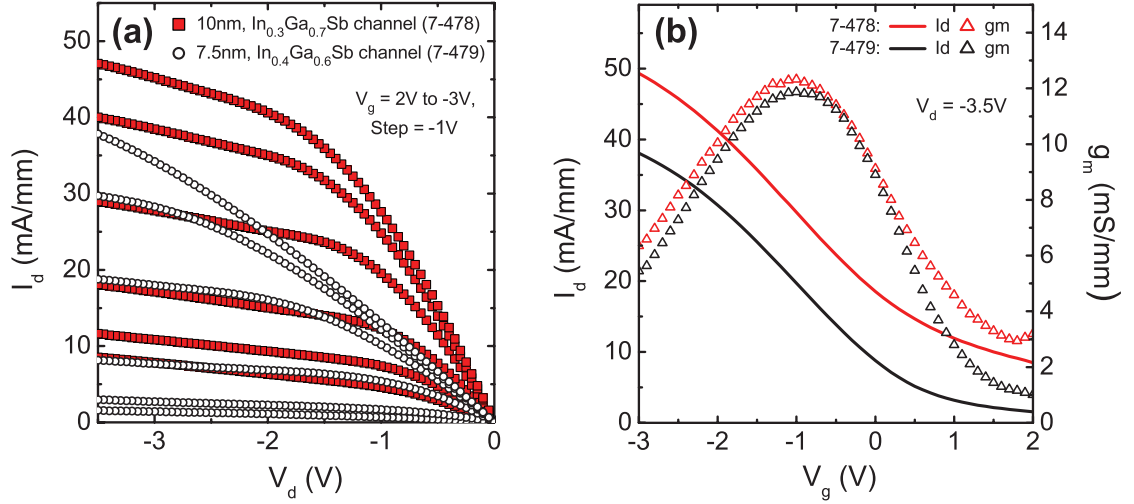 (a)
10nm, In0.3Ga0.7Sb channel (7-478)
7.5nm, In0.4Ga0.6Sb channel (7-479)
Vg = 2V to -3V,
Step = -1V
50
40
30
20
10
0
Id (mA/mm)
-3 -2 -1 0
Vd (V)
(b)
7-478: Id gm
7-479: Id gm
Vd = -3.5V
50
40
30
20
10
0
Id (mA/mm)
14
12
10
8
6
4
2
0
gm (mS/mm)
-3 -2 -1 0 1 2
Vg (V)